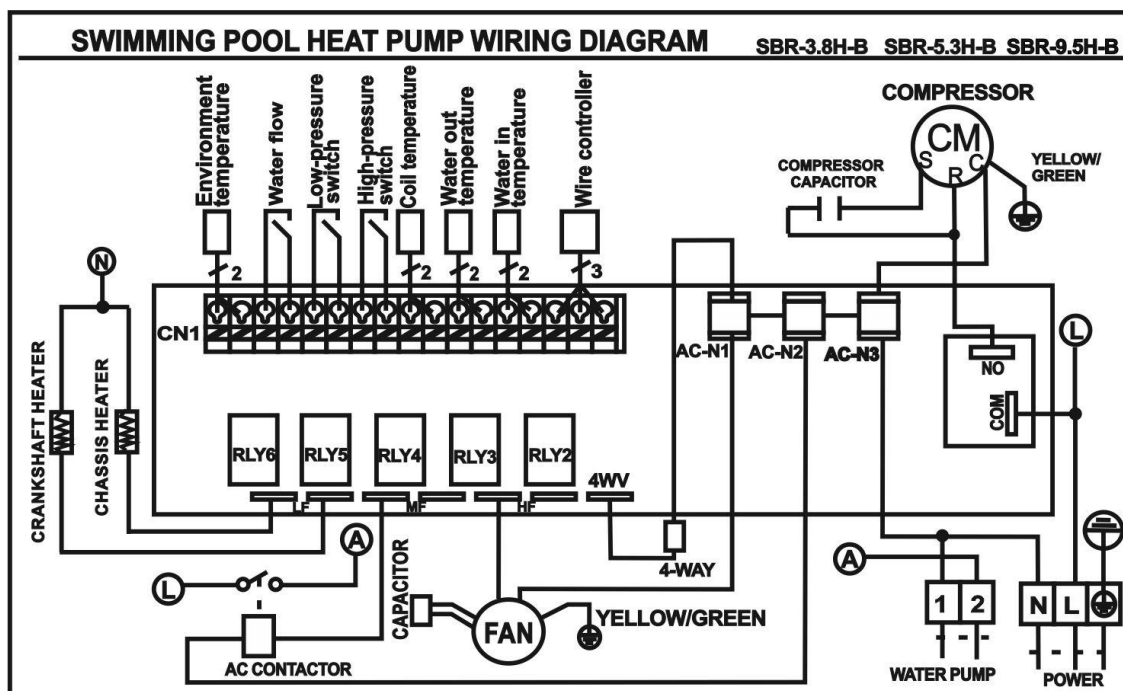 SWIMMING POOL HEAT PUMP WIRING DIAGRAM
SBR-3.8H-B SBR-5.3H-B SBR-9.5H-B
Environment
temperature
Water flow
Low-pressure
switch
High-pressure
switch
Coil temperature
Water out
temperature
Water in
temperature
Wire controller
COMPRESSOR
CM
S
R
C
COMPRESSOR
CAPACITOR
YELLOW/
GREEN
2
2
2
2
3
N
CN1
AC-N1
AC-N2
AC-N3
NO
COM
L
CRANKSHAFT HEATER
CHASSIS HEATER
RLY6
RLY5
RLY4
RLY3
RLY2
4WV
LF
MF
HF
A
L
AC CONTACTOR
CAPACITOR
FAN
YELLOW/GREEN
4-WAY
A
1
2
N
L
WATER PUMP
POWER